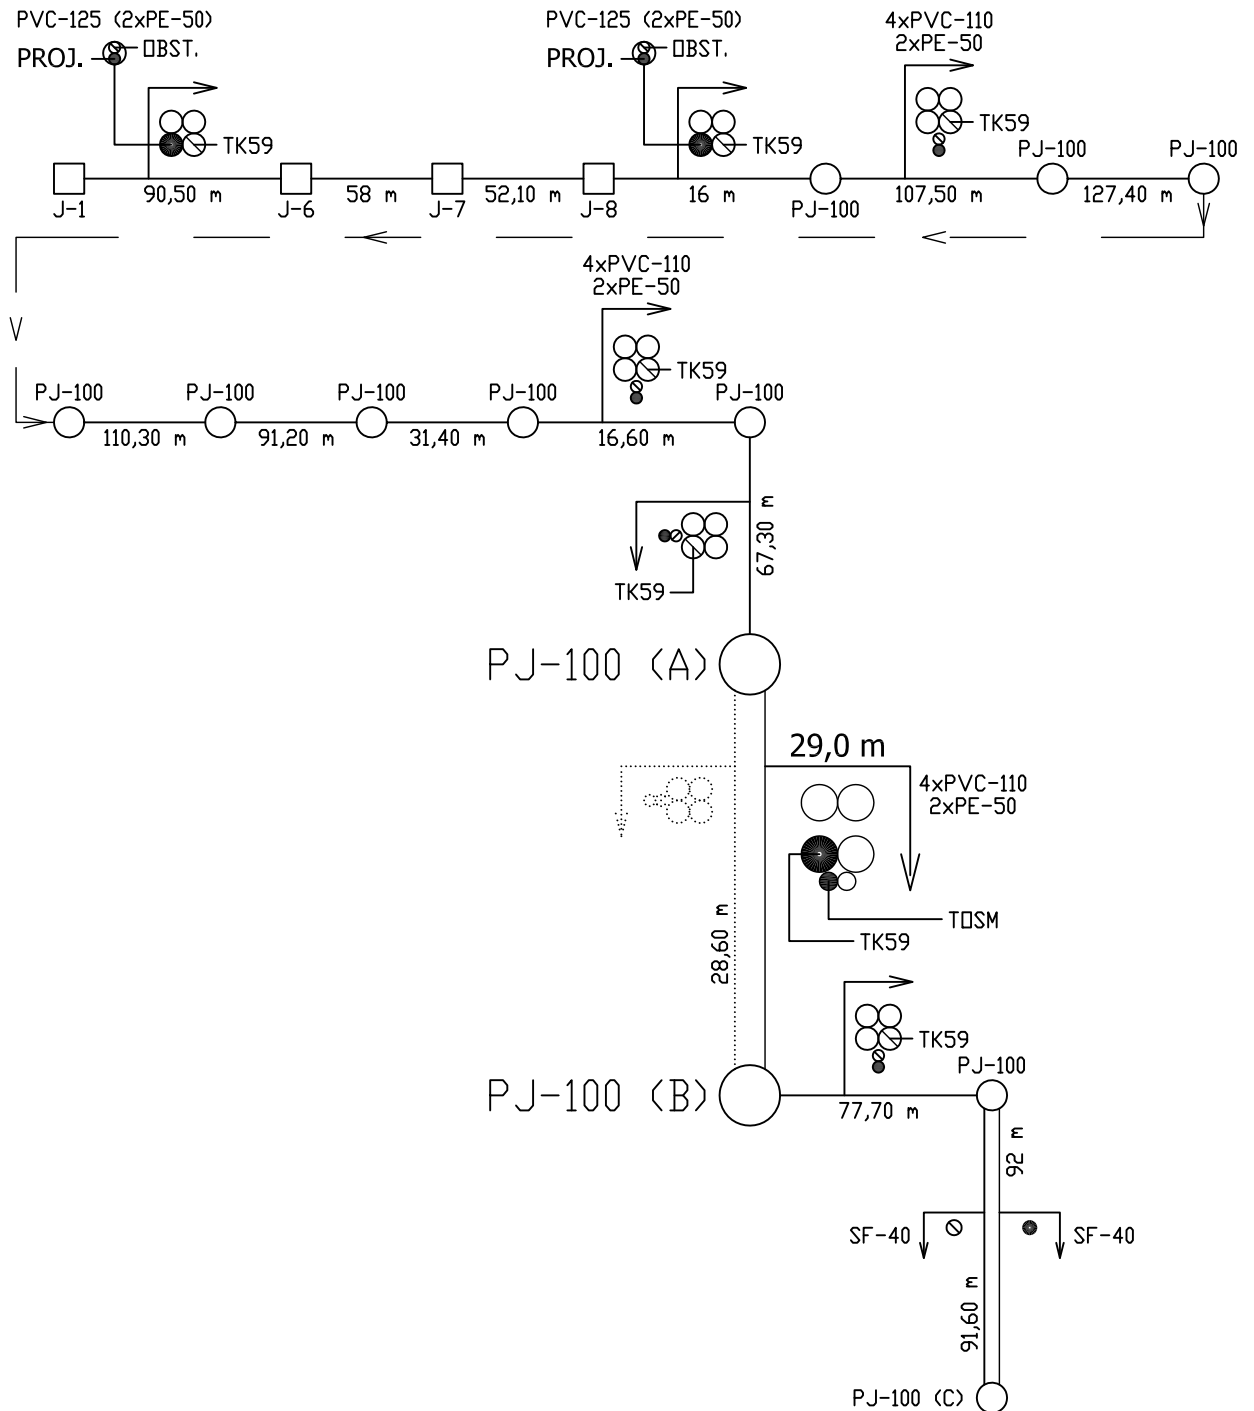 PVC-125 (2xPE-50)
OBST.
PROJ.
TK59
PVC-125 (2xPE-50)
OBST.
PROJ.
TK59
4xPVC-110
2xPE-50
TK59
PJ-100
PJ-100
J-1
90,50 m
J-6
58 m
J-7
52,10 m
J-8
16 m
PJ-100
107,50 m
127,40 m
4xPVC-110
2xPE-50
TK59
PJ-100
PJ-100
PJ-100
PJ-100
PJ-100
110,30 m
91,20 m
31,40 m
16,60 m
67,30 m
TK59
PJ-100 (A)
29,0 m
4xPVC-110
2xPE-50
TOSM
TK59
28,60 m
TK59
PJ-100
PJ-100 (B)
77,70 m
92 m
SF-40
SF-40
91,60 m
PJ-100 (C)